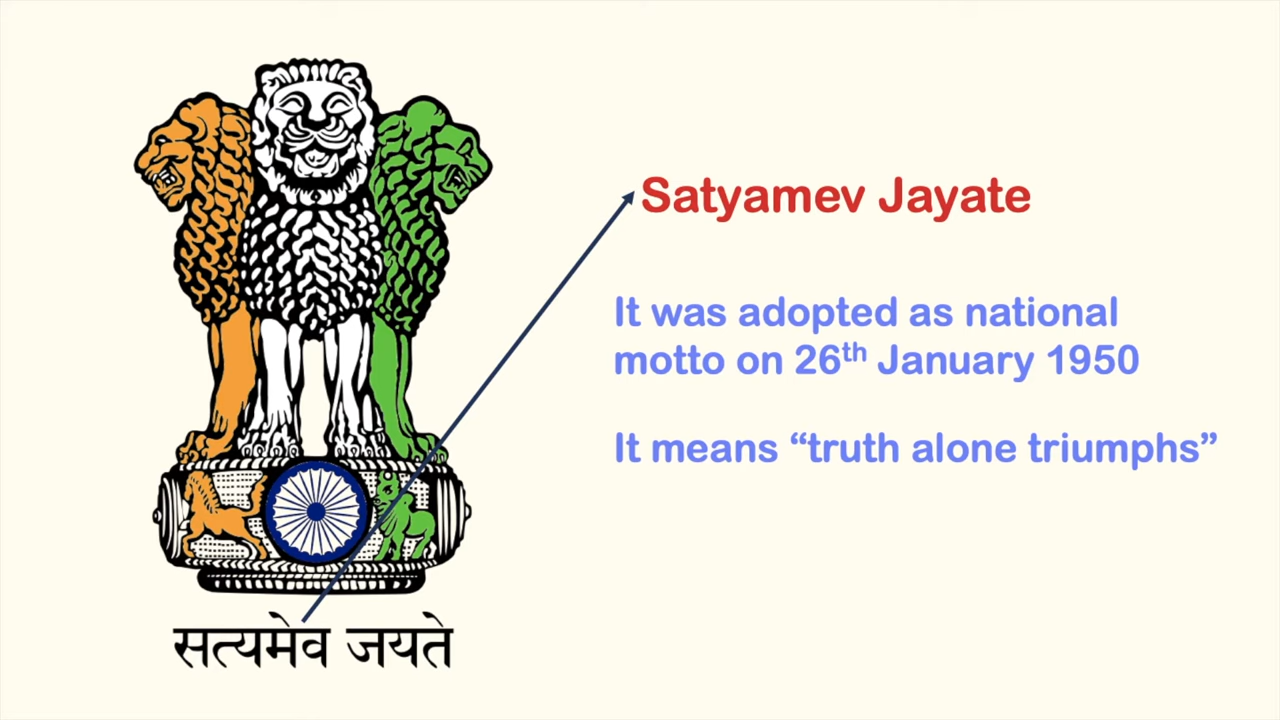 Satyamev Jayate
It was adopted as national
motto on 26th January 1950
It means “truth alone triumphs”
सत्यमेव जयते